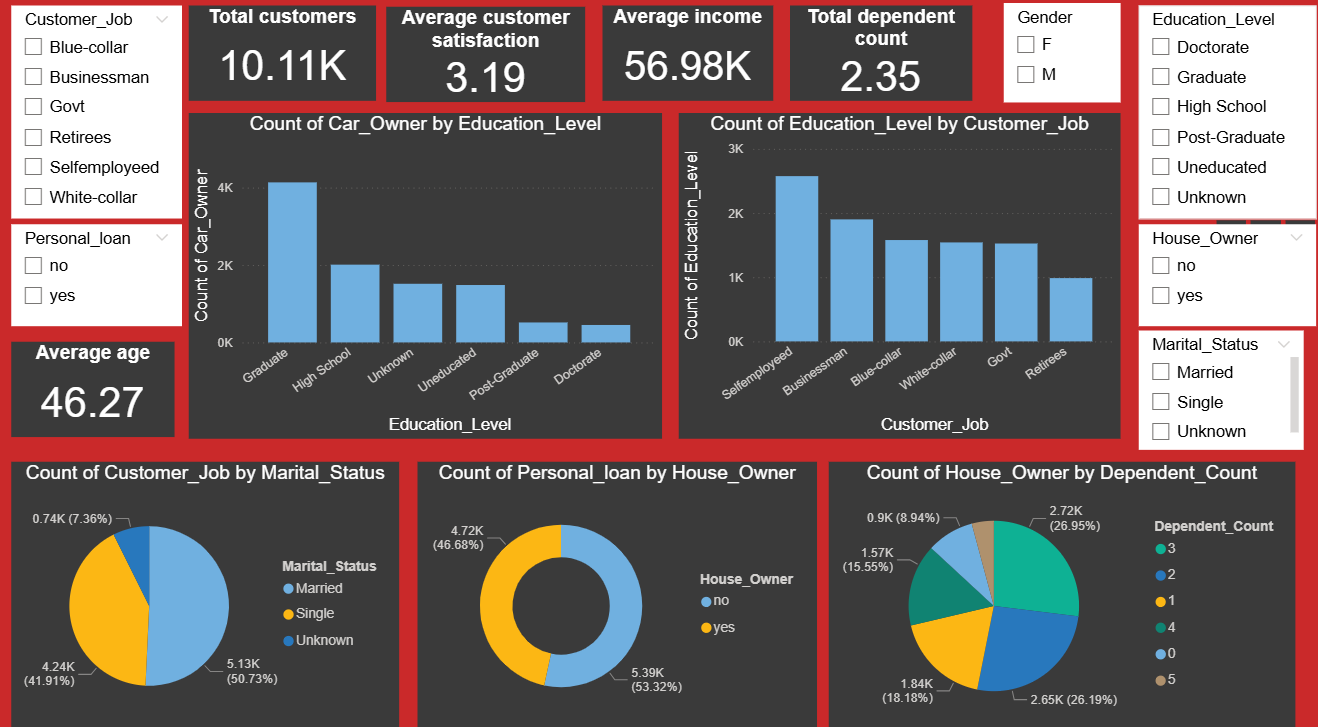 Customer_Job
Blue-collar
Businessman
Govt
Retirees
Selfemployeed
White-collar
Total customers
10.11K
Average customer
satisfaction
3.19
Average income
56.98K
Total dependent
count
2.35
Gender
F
M
Education_Level
Doctorate
Graduate
High School
Post-Graduate
Uneducated
Unknown
Personal_loan
no
yes
Average age
46.27
Count of Car_Owner by Education_Level
Count of Car_Owner
4K
2K
0K
Graduate
High School
Unknown
Uneducated
Post-Graduate
Doctorate
Education_Level
Count of Education_Level by Customer_Job
Count of Education_Level
3K
2K
1K
0K
Selfemployeed
Businessman
Blue-collar
White-collar
Govt
Retirees
Customer_Job
House_Owner
no
yes
Marital_Status
Married
Single
Unknown
Count of Customer_Job by Marital_Status
0.74K (7.36%)
4.24K
(41.91%)
5.13K
(50.73%)
Marital_Status
Married
Single
Unknown
Count of Personal_loan by House_Owner
4.72K
(46.68%)
5.39K
(53.32%)
House_Owner
no
yes
Count of House_Owner by Dependent_Count
0.9K (8.94%)
2.72K
(26.95%)
1.57K
(15.55%)
1.84K
(18.18%)
2.65K (26.19%)
Dependent_Count
3
2
1
4
0
5